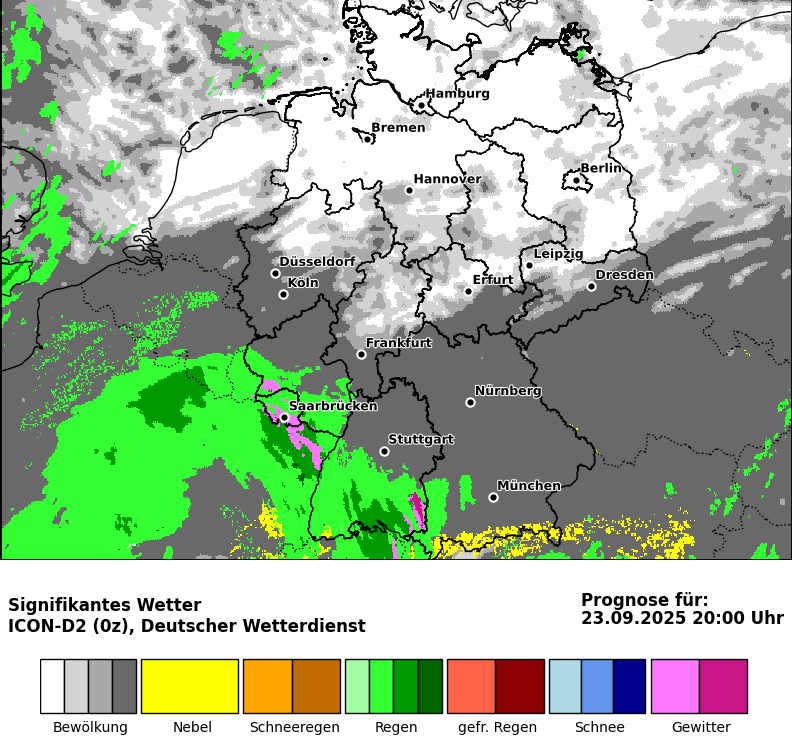 Hamburg
Bremen
Berlin
Hannover
Leipzig
Düsseldorf
Dresden
Köln
Erfurt
Frankfurt
Nürnberg
Saarbrücken
Stuttgart
München
Signifikantes Wetter
ICON-D2 (0z), Deutscher Wetterdienst
Prognose für:
23.09.2025 20:00 Uhr
Bewölkung Nebel Schneeregen Regen gefr. Regen Schnee Gewitter